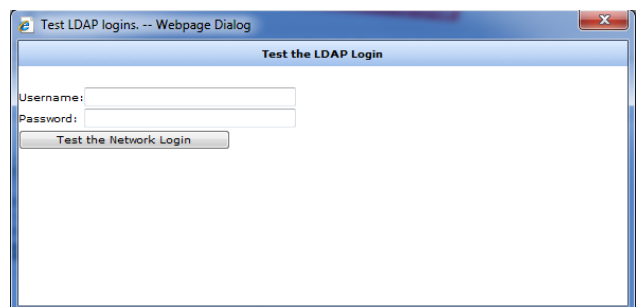 Test LDAP logins. -- Webpage Dialog
Test the LDAP Login
Username:
Password:
Test the Network Login